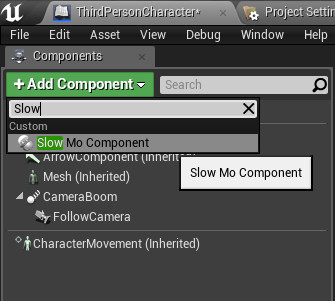 ThirdPersonCharacter*
Project Setti
File Edit Asset View Debug Window Help
Components
+ Add Component
Search
Slow
Custom
Slow Mo Component
ArrowComponent (Inherited)
Slow Mo Component
Mesh (Inherited)
CameraBoom
FollowCamera
CharacterMovement (Inherited)